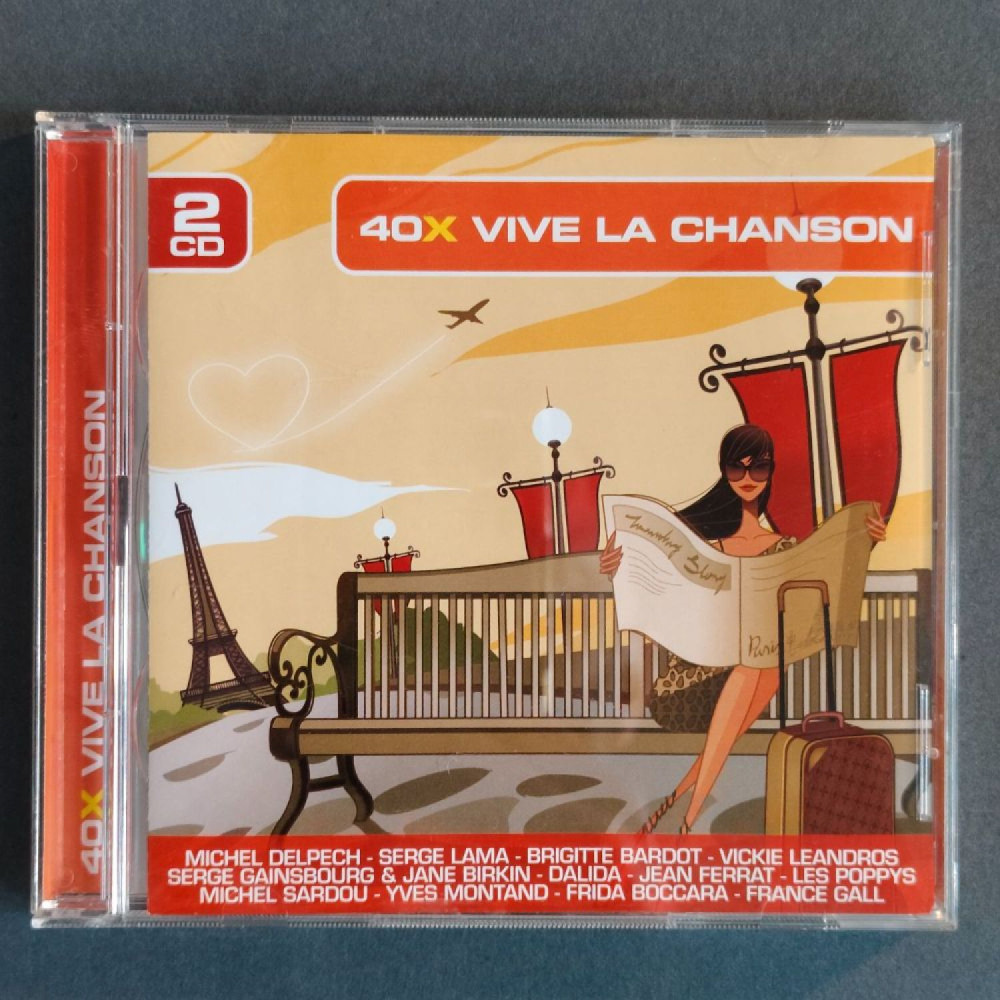 2
CD
40X VIVE LA CHANSON
40X VIVE LA CHANSON
MICHEL DELPECH - SERGE LAMA - BRIGITTE BARDOT - VICKIE LEANDROS
SERGE GAINSBOURG & JANE BIRKIN - DALIDA - JEAN FERRAT - LES POPPYS
MICHEL SARDOU - YVES MONTAND - FRIDA BOCCARA - FRANCE GALL